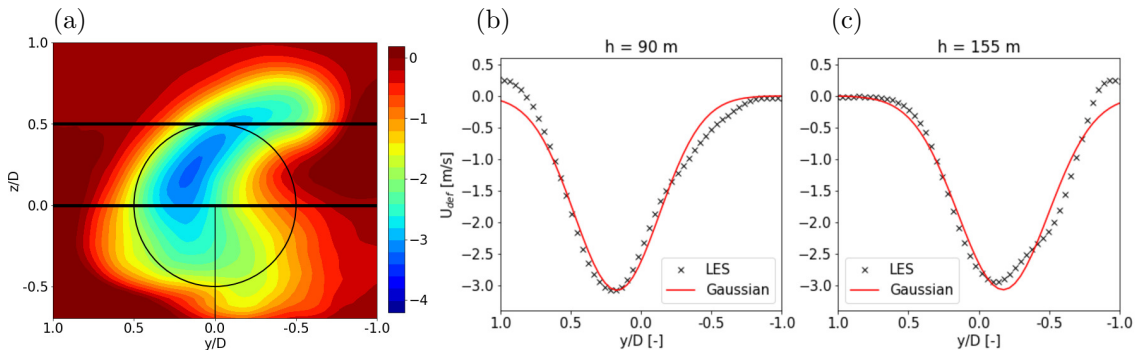 (a)
1.0
0.5
0.0
-0.5
z/D
1.0
0.5
0.0
-0.5
-1.0
y/D
0
−1
−2
−3
−4
(b)
h = 90 m
0.5
0.0
−0.5
−1.0
−1.5
−2.0
−2.5
−3.0
U_def [m/s]
LES
Gaussian
1.0
0.5
0.0
-0.5
-1.0
y/D [-]
(c)
h = 155 m
0.5
0.0
−0.5
−1.0
−1.5
−2.0
−2.5
−3.0
LES
Gaussian
1.0
0.5
0.0
-0.5
-1.0
y/D [-]